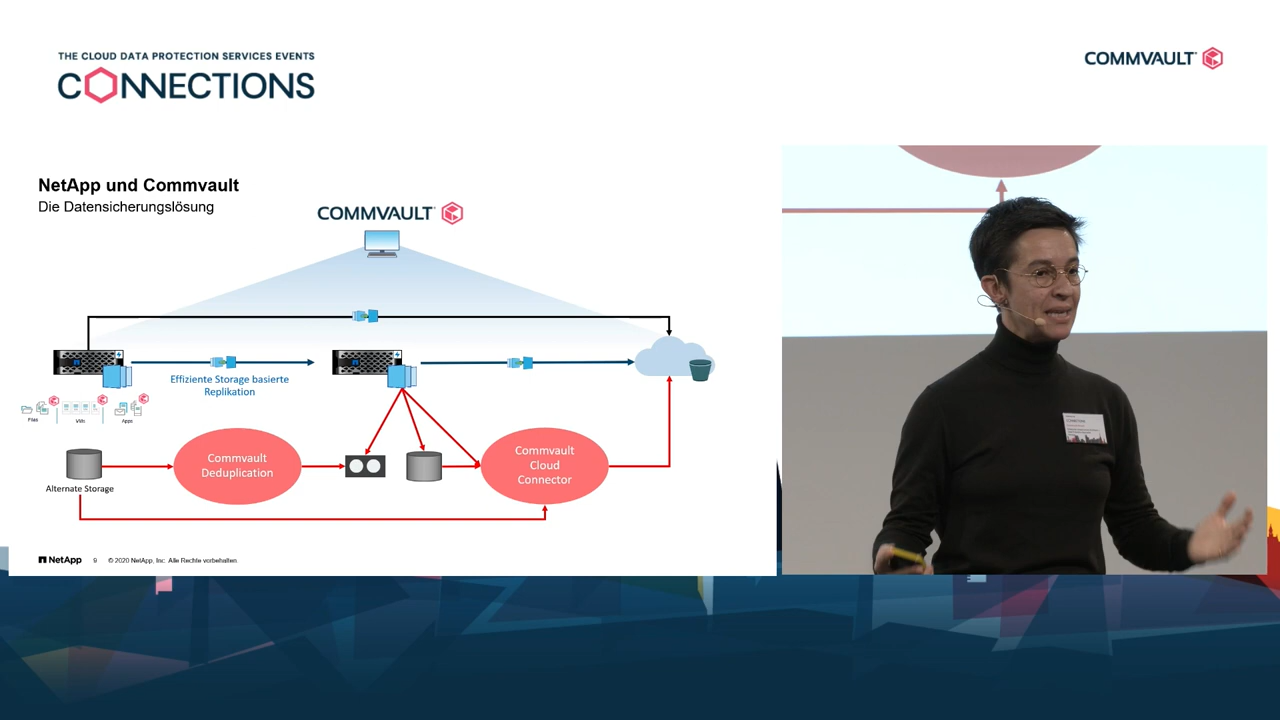 THE CLOUD DATA PROTECTION SERVICES EVENTS
CONNECTIONS
COMMVAULT
NetApp und Commvault
Die Datensicherungslösung
COMMVAULT
Effiziente Storage basierte
Replikation
Files
VMs
Apps
Commvault
Deduplication
Commvault
Cloud
Connector
Alternate Storage
NetApp
9
© 2020 NetApp, Inc. Alle Rechte vorbehalten.